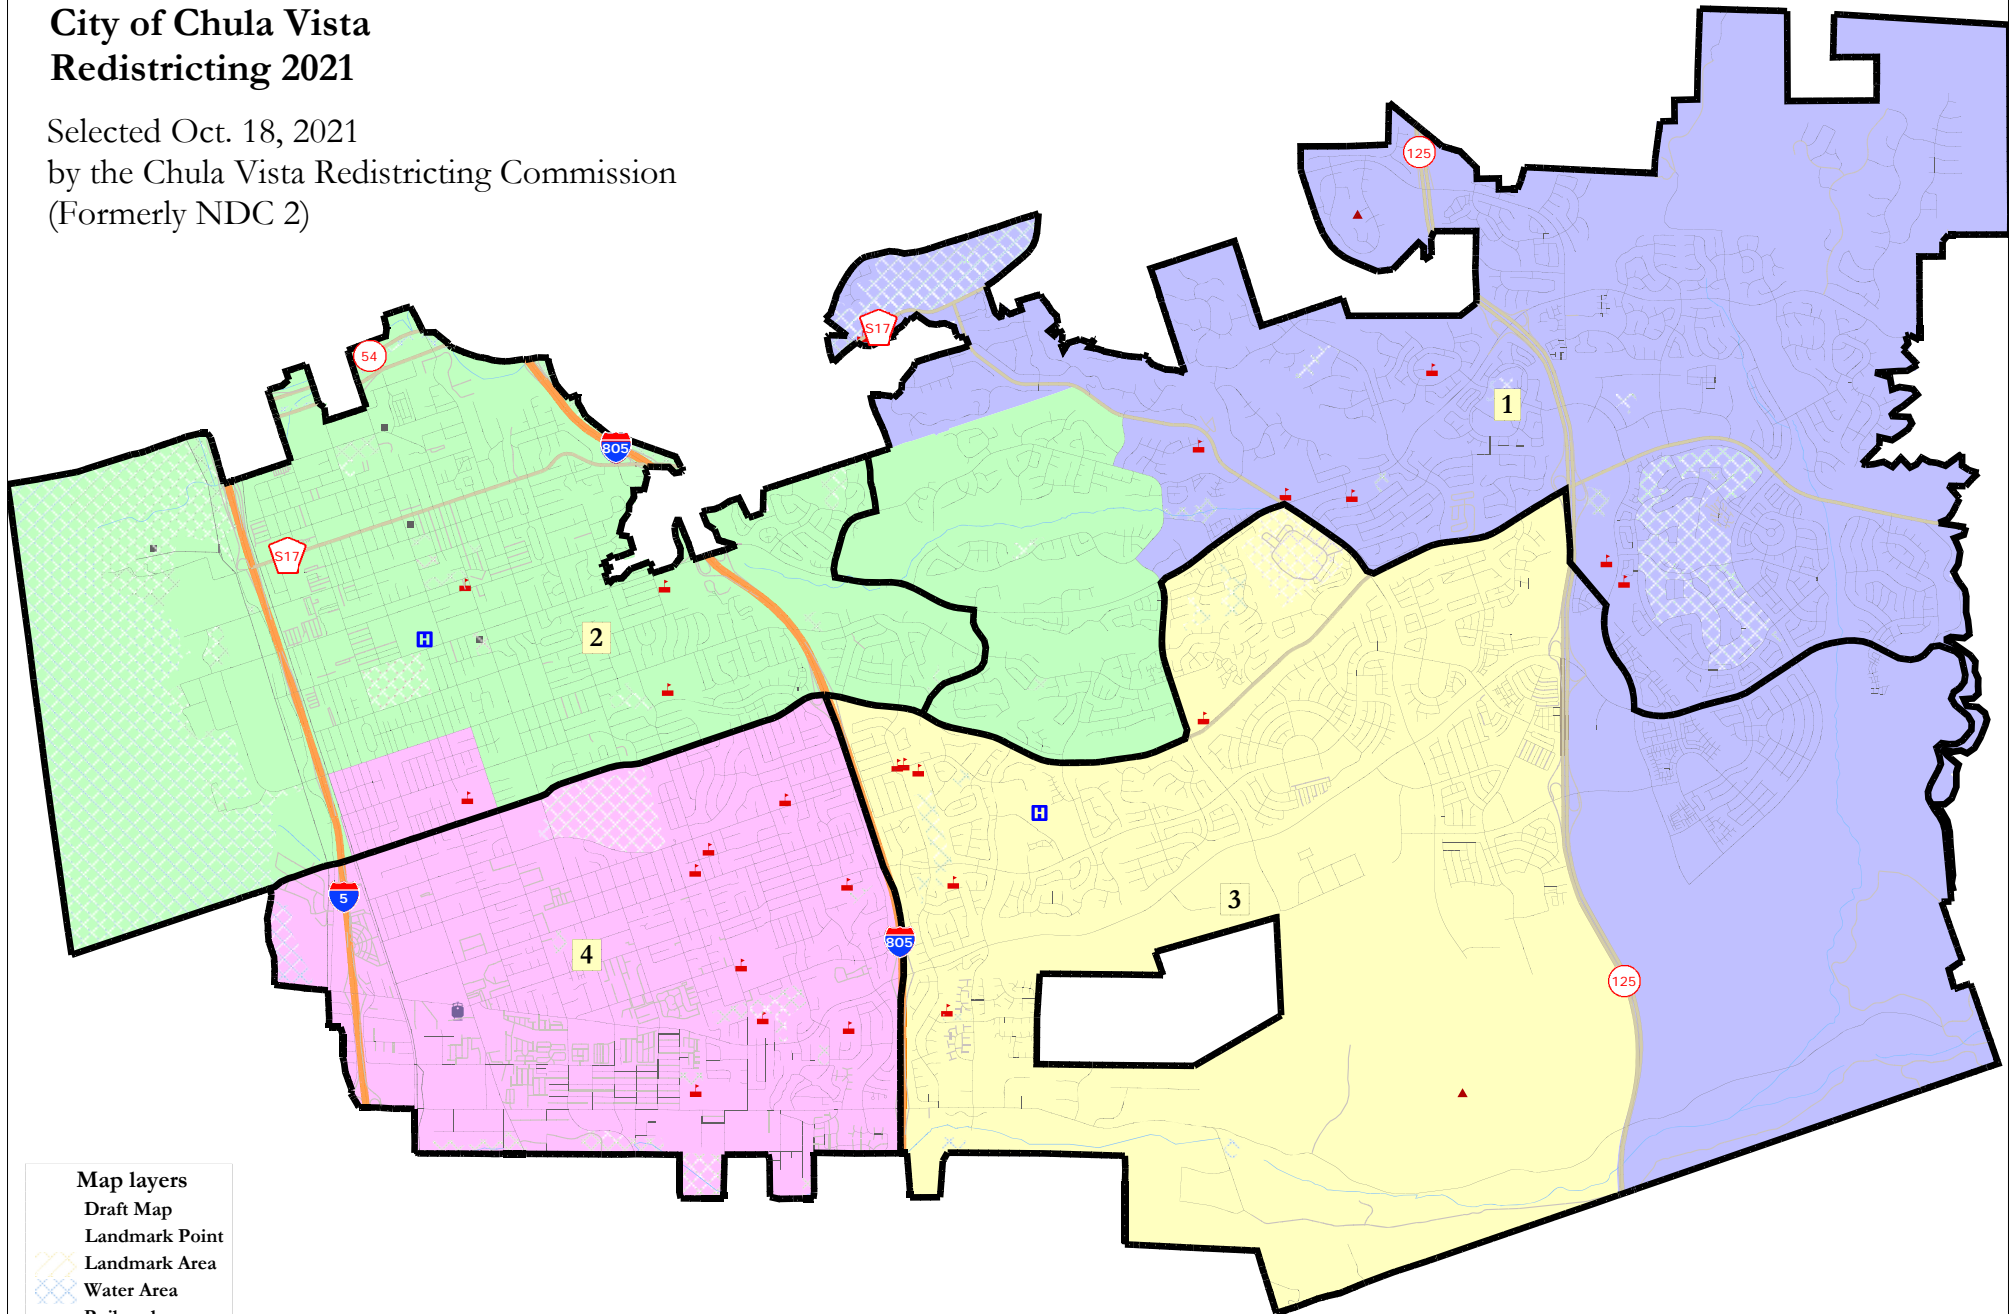 City of Chula Vista
Redistricting 2021
Selected Oct. 18, 2021
by the Chula Vista Redistricting Commission
(Formerly NDC 2)
125
S17
54
805
1
S17
2
H
H
3
5
805
4
125
Map layers
Draft Map
Landmark Point
Landmark Area
Water Area